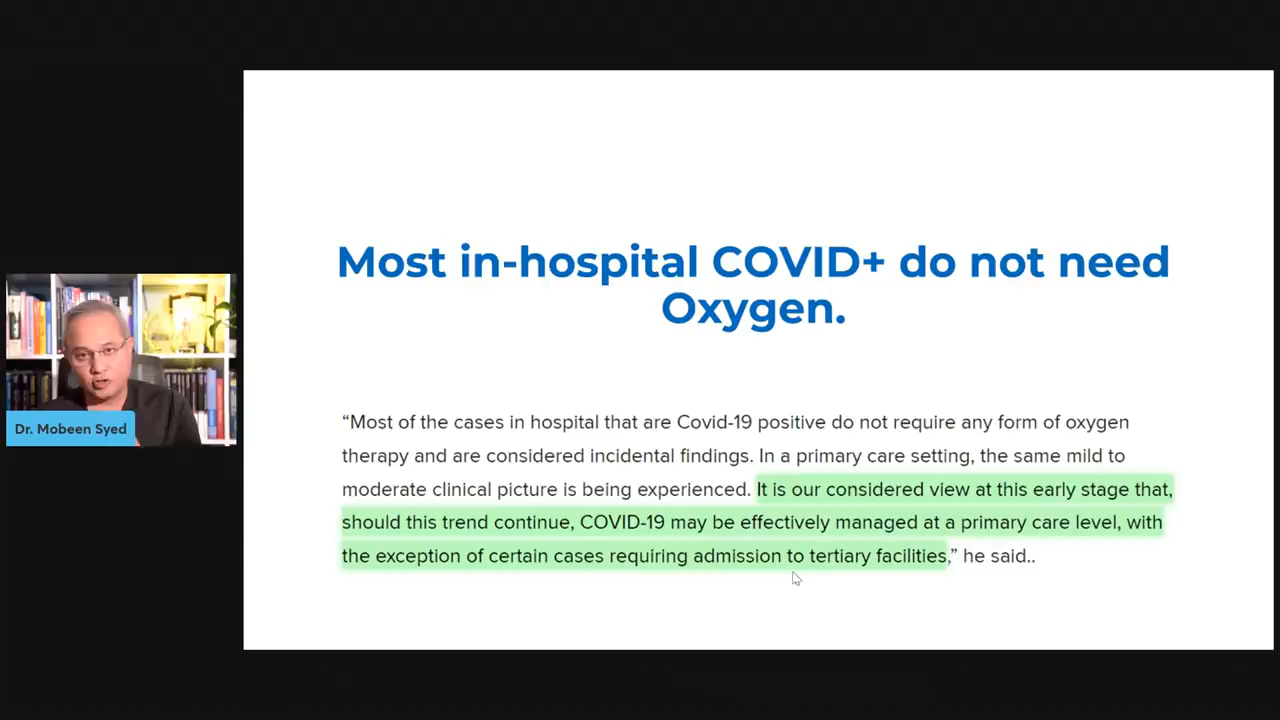 Most in-hospital COVID+ do not need
Oxygen.
“Most of the cases in hospital that are Covid-19 positive do not require any form of oxygen
therapy and are considered incidental findings. In a primary care setting, the same mild to
moderate clinical picture is being experienced. It is our considered view at this early stage that,
should this trend continue, COVID-19 may be effectively managed at a primary care level, with
the exception of certain cases requiring admission to tertiary facilities,” he said..
Dr. Mobeen Syed